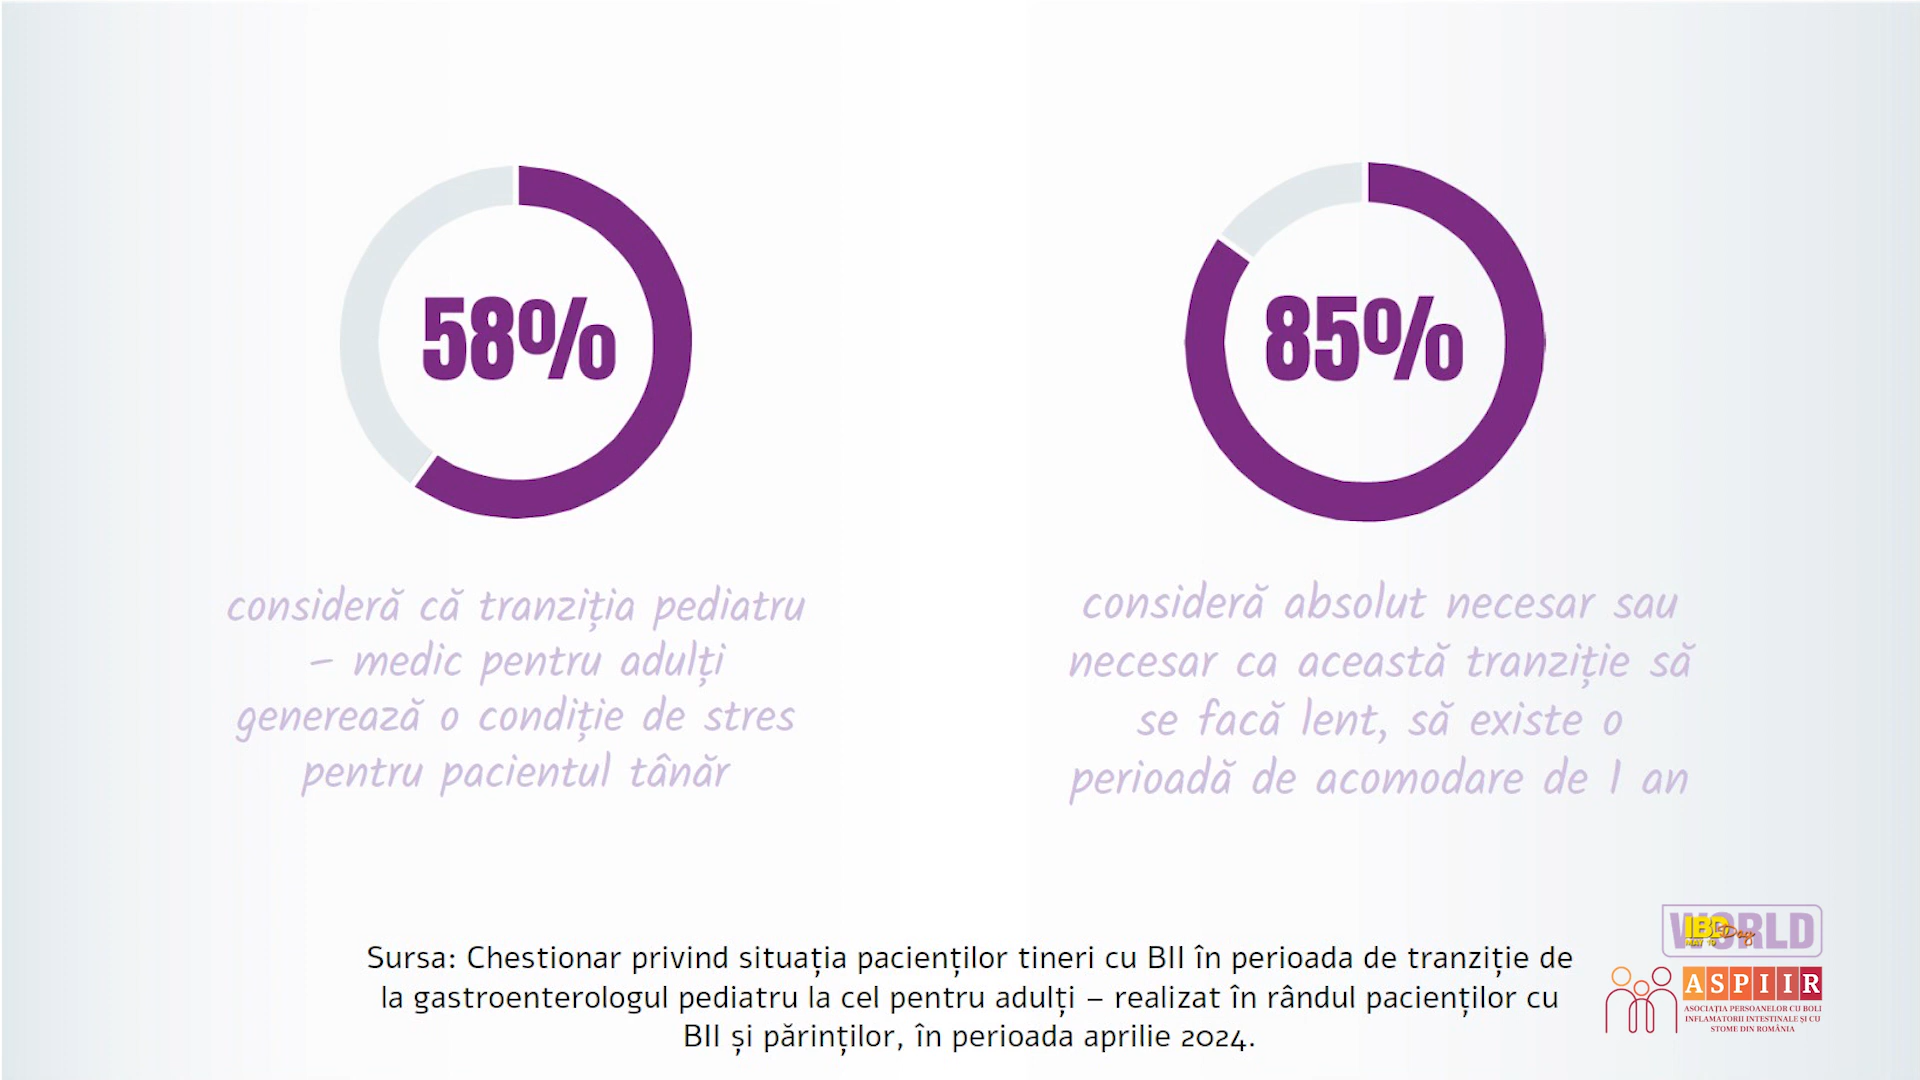 58%
consideră că tranziția pediatru
– medic pentru adulți
generează o condiție de stres
pentru pacientul tânăr
85%
consideră absolut necesar sau
necesar ca această tranziție să
se facă lent, să existe o
perioadă de acomodare de 1 an
Sursa: Chestionar privind situația pacienților tineri cu BII în perioada de tranziție de
la gastroenterologul pediatru la cel pentru adulți – realizat în rândul pacienților cu
BII și părinților, în perioada aprilie 2024.
WORLD
IBD Day
MAY 19
ASPIIR
ASOCIAȚIA PERSOANELOR CU BOLI
INFLAMATORII INTESTINALE ȘI CU
STOME DIN ROMÂNIA